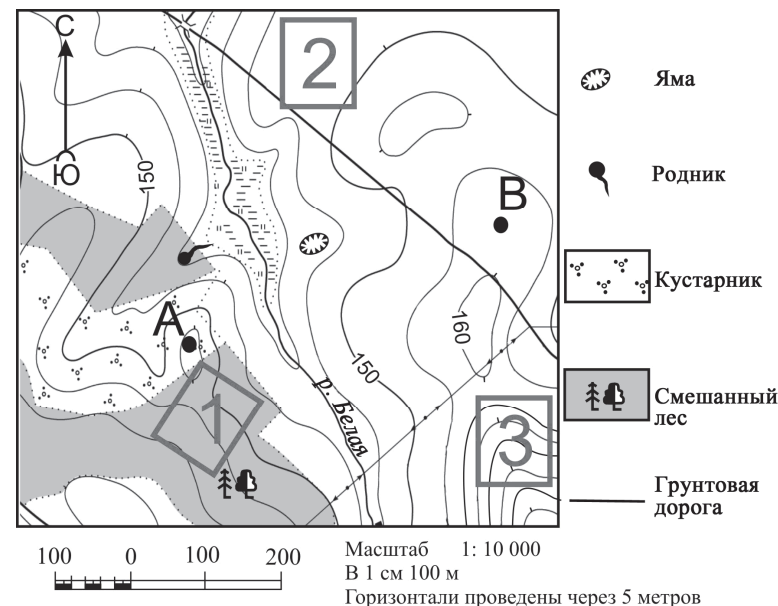 С
Ю
150
2
В
А
1
р. Белая
150
160
3
Яма
Родник
Кустарник
Смешанный
лес
Грунтовая
дорога
100 0 100 200
Масштаб 1: 10 000
В 1 см 100 м
Горизонтали проведены через 5 метров